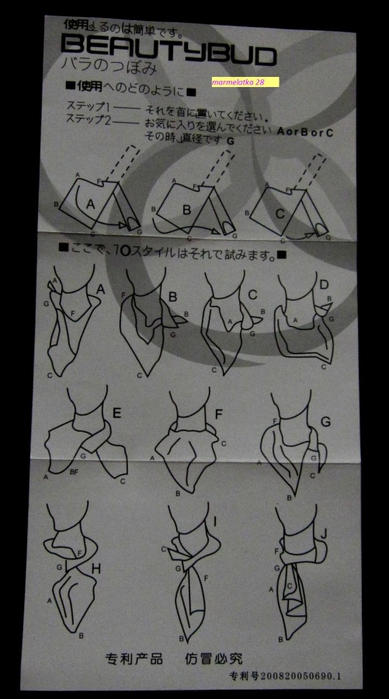 使用するのは簡単です。
BEAUTYBUD
バラのつぼみ
marmelatka 28
■使用へのどのように■
ステップ1 —— それを首に置いてください。
ステップ2 —— お気に入りを選んでください A or B or C
その時、直径です G
A E B A C G
B C G
C C G
■ここで、10スタイルはそれで試みます。■
A G F C
F B B G C
C A B G C
D A B G C
E A BF G C
F A C B
F G C B
F G A H B
I C G F A B
J F G C A B
专利产品 仿冒必究
专利号200820050690.1